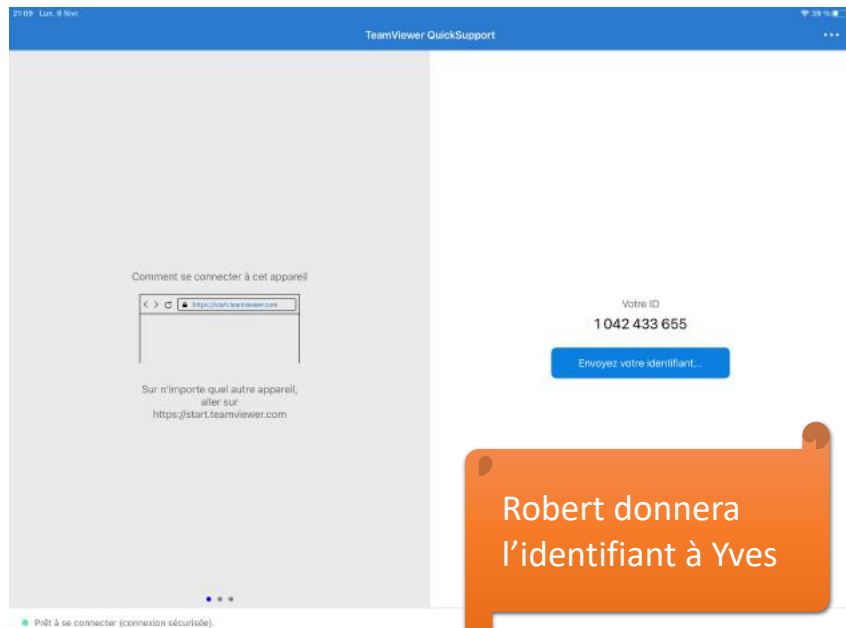 21:09 Lun. 8 févr.
39 %
TeamViewer QuickSupport
Comment se connecter à cet appareil
https://start.teamviewer.com
Sur n'importe quel autre appareil,
aller sur
https://start.teamviewer.com
Votre ID
1 042 433 655
Envoyez votre identifiant...
Robert donnera
l'identifiant à Yves
Prêt à se connecter (connexion sécurisée).